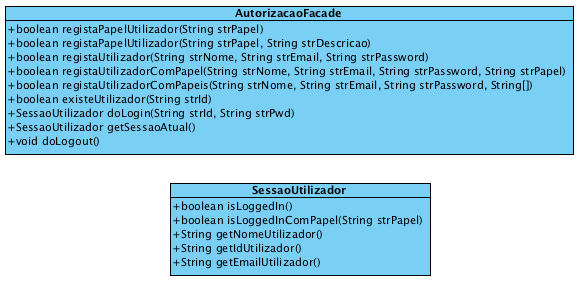 AutorizacaoFacade
+boolean registaPapelUtilizador(String strPapel)
+boolean registaPapelUtilizador(String strPapel, String strDescricao)
+boolean registaUtilizador(String strNome, String strEmail, String strPassword)
+boolean registaUtilizadorComPapel(String strNome, String strEmail, String strPassword, String strPapel)
+boolean registaUtilizadorComPapeis(String strNome, String strEmail, String strPassword, String[])
+boolean existeUtilizador(String strId)
+SessaoUtilizador doLogin(String strId, String strPwd)
+SessaoUtilizador getSessaoAtual()
+void doLogout()
SessaoUtilizador
+boolean isLoggedIn()
+boolean isLoggedInComPapel(String strPapel)
+String getNomeUtilizador()
+String getIdUtilizador()
+String getEmailUtilizador()